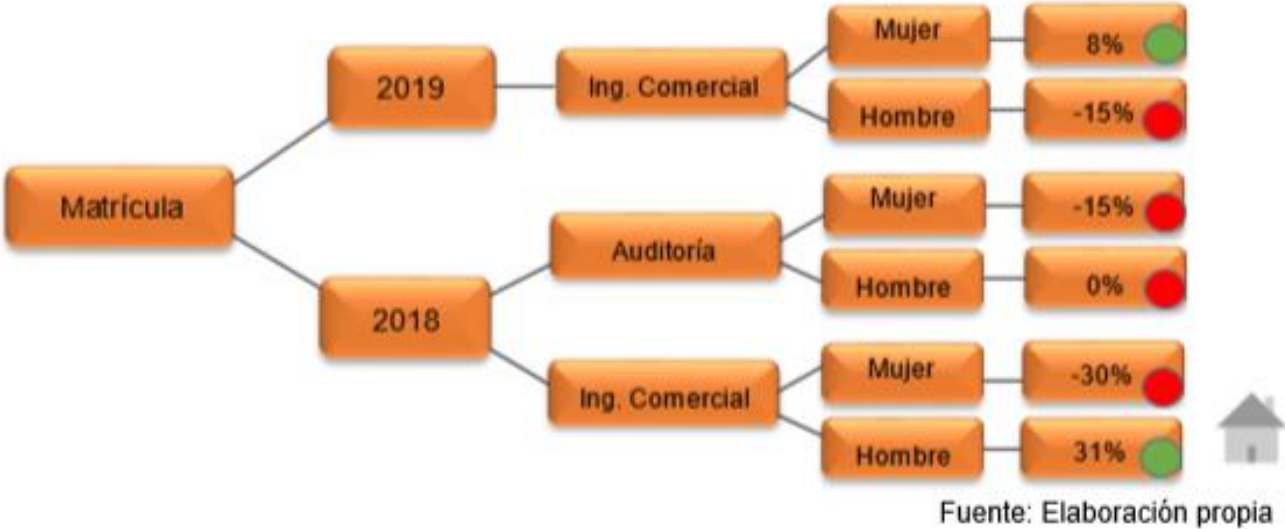 Matrícula
2019
Ing. Comercial
Mujer
8%
Hombre
-15%
2018
Auditoría
Mujer
-15%
Hombre
0%
Ing. Comercial
Mujer
-30%
Hombre
31%
Fuente: Elaboración propia